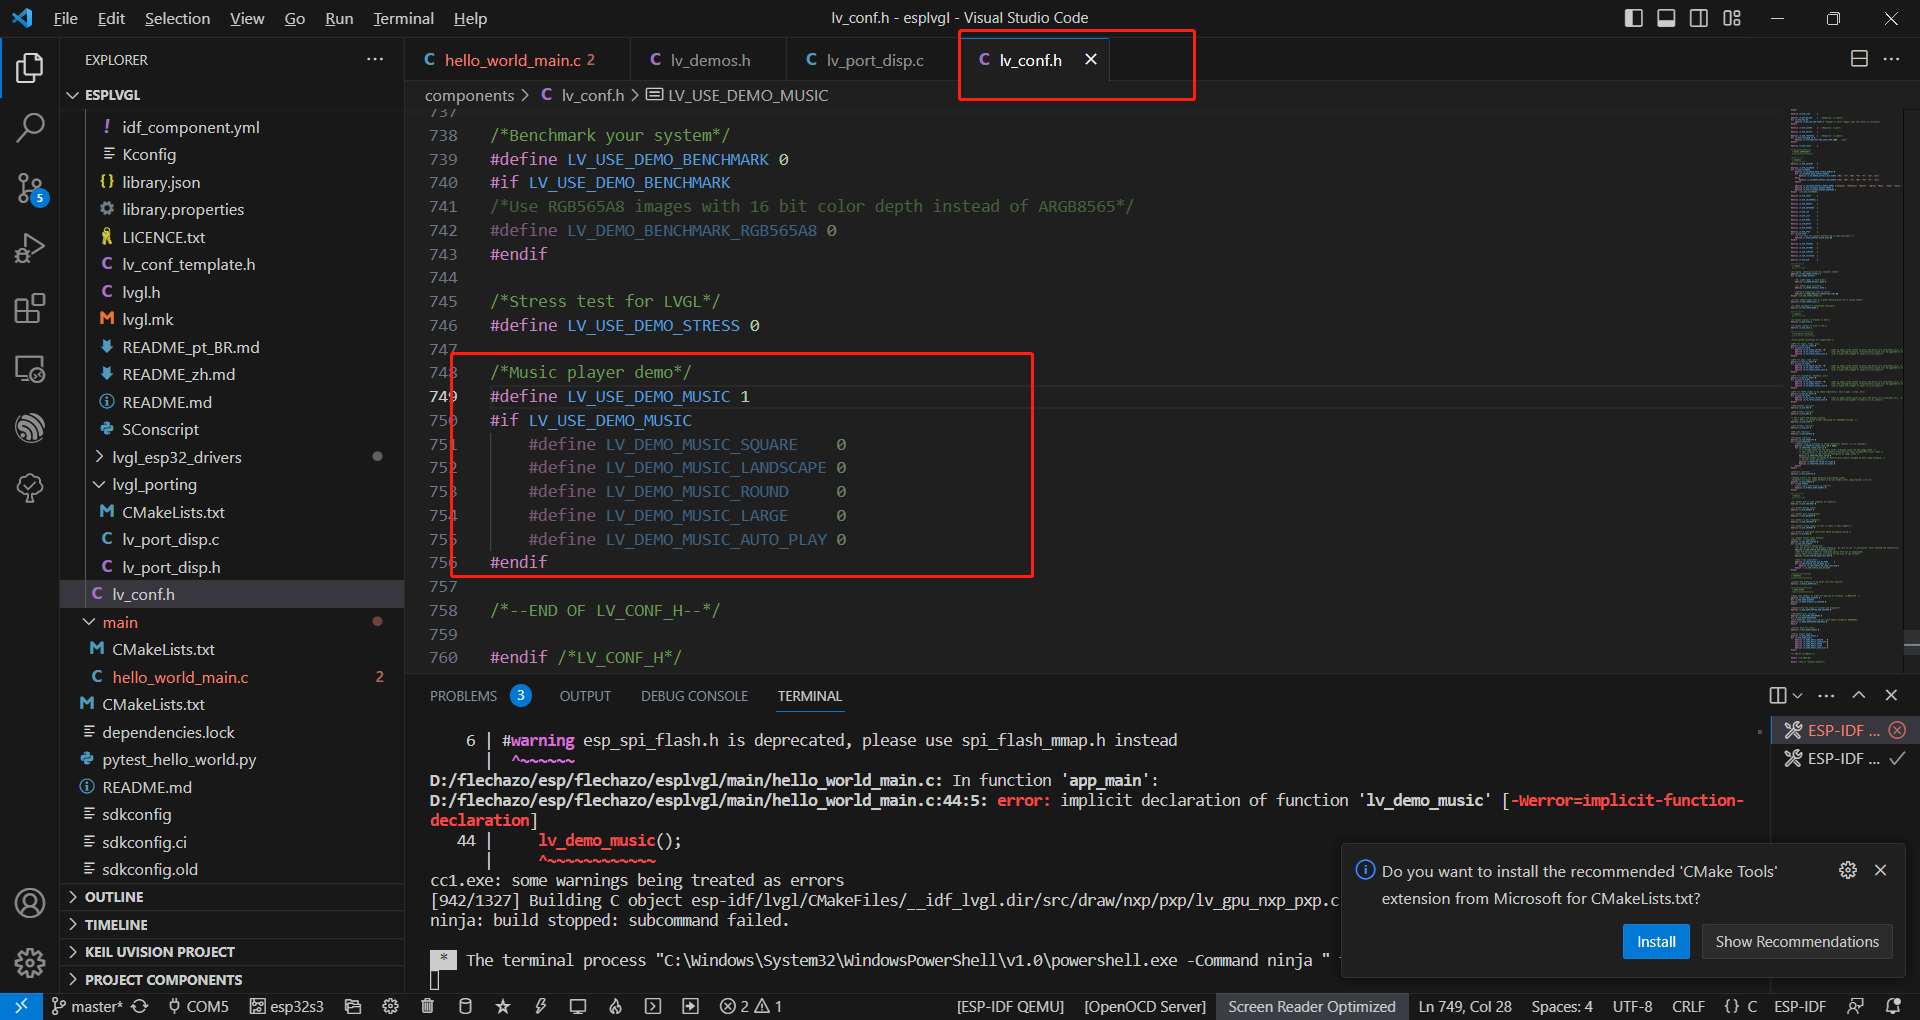 File Edit Selection View Go Run Terminal Help
lv_conf.h - esplvgl - Visual Studio Code
EXPLORER
ESPLVGL
idf_component.yml
Kconfig
library.json
library.properties
LICENCE.txt
lv_conf_template.h
lvgl.h
lvgl.mk
README_pt_BR.md
README_zh.md
README.md
SConscript
lvgl_esp32_drivers
lvgl_porting
CMakeLists.txt
lv_port_disp.c
lv_port_disp.h
lv_conf.h
main
CMakeLists.txt
hello_world_main.c 2
CMakeLists.txt
dependencies.lock
pytest_hello_world.py
README.md
sdkconfig
sdkconfig.ci
sdkconfig.old
OUTLINE
TIMELINE
KEIL UVISION PROJECT
PROJECT COMPONENTS
5
hello_world_main.c 2
lv_demos.h
lv_port_disp.c
lv_conf.h
components > C lv_conf.h > LV_USE_DEMO_MUSIC
737
738 /*Benchmark your system*/
739 #define LV_USE_DEMO_BENCHMARK 0
740 #if LV_USE_DEMO_BENCHMARK
741 /*Use RGB565A8 images with 16 bit color depth instead of ARGB8565*/
742 #define LV_DEMO_BENCHMARK_RGB565A8 0
743 #endif
744
745 /*Stress test for LVGL*/
746 #define LV_USE_DEMO_STRESS 0
747
748 /*Music player demo*/
749 #define LV_USE_DEMO_MUSIC 1
750 #if LV_USE_DEMO_MUSIC
751 #define LV_DEMO_MUSIC_SQUARE 0
752 #define LV_DEMO_MUSIC_LANDSCAPE 0
753 #define LV_DEMO_MUSIC_ROUND 0
754 #define LV_DEMO_MUSIC_LARGE 0
755 #define LV_DEMO_MUSIC_AUTO_PLAY 0
756 #endif
757
758 /*--END OF LV_CONF_H--*/
759
760 #endif /*LV_CONF_H*/
PROBLEMS 3 OUTPUT DEBUG CONSOLE TERMINAL
6 | #warning esp_spi_flash.h is deprecated, please use spi_flash_mmap.h instead
| ^~~~~~~
D:/flechazo/esp/flechazo/esplvgl/main/hello_world_main.c: In function 'app_main':
D:/flechazo/esp/flechazo/esplvgl/main/hello_world_main.c:44:5: error: implicit declaration of function 'lv_demo_music' [-Werror=implicit-function-
declaration]
44 | lv_demo_music();
| ^~~~~~~~~~~~~
cc1.exe: some warnings being treated as errors
[942/1327] Building C object esp-idf/lvgl/CMakeFiles/__idf_lvgl.dir/src/draw/nxp/pxp/lv_gpu_nxp_pxp.c
ninja: build stopped: subcommand failed.
* The terminal process "C:\Windows\System32\WindowsPowerShell\v1.0\powershell.exe -Command ninja "
ESP-IDF ...
ESP-IDF ...
Do you want to install the recommended 'CMake Tools'
extension from Microsoft for CMakeLists.txt?
Install
Show Recommendations
master* COM5 esp32s3 2 1 [ESP-IDF QEMU] [OpenOCD Server] Screen Reader Optimized Ln 749, Col 28 Spaces: 4 UTF-8 CRLF {} C ESP-IDF